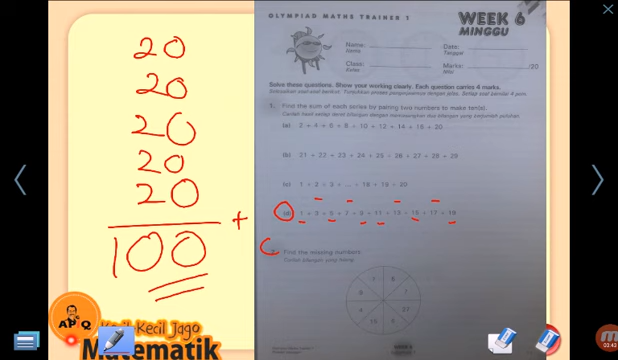 20
20
20
20
20
+
100
OLYMPIAD MATHS TRAINER 1
WEEK 6
MINGGU
Name:
Nama
Date:
Tarikh
Class:
Kelas
Marks: /20
Solve these questions. Show your working clearly. Each question carries 4 marks.
1. Find the sum of each series by pairing two numbers to make ten(s).
(a) 2 + 4 + 6 + 8 + 10 + 12 + 14 + 16 + 18 + 20
(b) 21 + 22 + 23 + 24 + 25 + 26 + 27 + 28 + 29
(c) 1 + 2 + 3 + ... + 18 + 19 + 20
(d) 1 + 3 + 5 + 7 + 9 + 11 + 13 + 15 + 17 + 19
2. Find the missing numbers.
Kecil Jago
Matematik
03:43